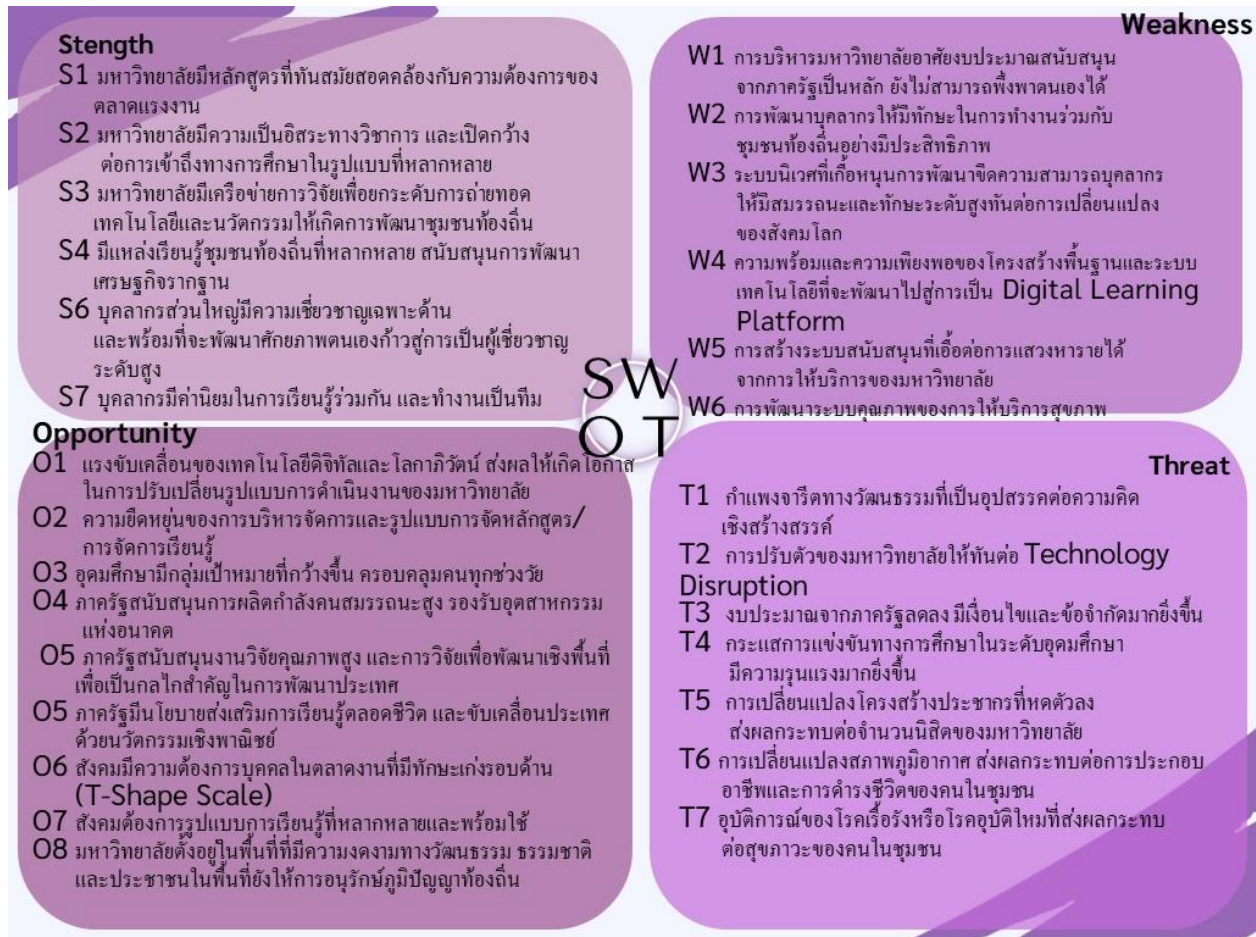 Stength
S1 มหาวิทยาลัยมีหลักสูตรที่ทันสมัยสอดคล้องกับความต้องการของ
ตลาดแรงงาน
S2 มหาวิทยาลัยมีความเป็นอิสระทางวิชาการ และเปิดกว้าง
ต่อการเข้าถึงทางการศึกษาในรูปแบบที่หลากหลาย
S3 มหาวิทยาลัยมีเครือข่ายการวิจัยเพื่อยกระดับการถ่ายทอด
เทคโนโลยีและนวัตกรรมให้เกิดการพัฒนาชุมชนท้องถิ่น
S4 มีแหล่งเรียนรู้ชุมชนท้องถิ่นที่หลากหลาย สนับสนุนการพัฒนา
เศรษฐกิจรากฐาน
S6 บุคลากรส่วนใหญ่มีความเชี่ยวชาญเฉพาะด้าน
และพร้อมที่จะพัฒนาศักยภาพตนเองก้าวสู่การเป็นผู้เชี่ยวชาญ
ระดับสูง
S7 บุคลากรมีค่านิยมในการเรียนรู้ร่วมกัน และทำงานเป็นทีม
Weakness
W1 การบริหารมหาวิทยาลัยอาศัยงบประมาณสนับสนุน
จากภาครัฐเป็นหลัก ยังไม่สามารถพึ่งพาตนเองได้
W2 การพัฒนาบุคลากรให้มีทักษะในการทำงานร่วมกับ
ชุมชนท้องถิ่นอย่างมีประสิทธิภาพ
W3 ระบบนิเวศที่เกื้อหนุนการพัฒนาขีดความสามารถบุคลากร
ให้มีสมรรถนะและทักษะระดับสูงทันต่อการเปลี่ยนแปลง
ของสังคมโลก
W4 ความพร้อมและความเพียงพอของโครงสร้างพื้นฐานและระบบ
เทคโนโลยีที่จะพัฒนาไปสู่การเป็น Digital Learning
Platform
W5 การสร้างระบบสนับสนุนที่เอื้อต่อการแสวงหารายได้
จากการให้บริการของมหาวิทยาลัย
W6 การพัฒนาระบบคุณภาพของการให้บริการสุขภาพ
SW
OT
Opportunity
O1 แรงขับเคลื่อนของเทคโนโลยีดิจิทัลและโลกาภิวัตน์ ส่งผลให้เกิดโอกาส
ในการปรับเปลี่ยนรูปแบบการดำเนินงานของมหาวิทยาลัย
O2 ความยืดหยุ่นของการบริหารจัดการและรูปแบบการจัดหลักสูตร/
การจัดการเรียนรู้
O3 อุดมศึกษามีกลุ่มเป้าหมายที่กว้างขึ้น ครอบคลุมคนทุกช่วงวัย
O4 ภาครัฐสนับสนุนการผลิตกำลังคนสมรรถนะสูง รองรับอุตสาหกรรม
แห่งอนาคต
O5 ภาครัฐสนับสนุนงานวิจัยคุณภาพสูง และการวิจัยเพื่อพัฒนาเชิงพื้นที่
เพื่อเป็นกลไกสำคัญในการพัฒนาประเทศ
O5 ภาครัฐมีนโยบายส่งเสริมการเรียนรู้ตลอดชีวิต และขับเคลื่อนประเทศ
ด้วยนวัตกรรมเชิงพาณิชย์
O6 สังคมมีความต้องการบุคคลในตลาดงานที่มีทักษะเก่งรอบด้าน
(T-Shape Scale)
O7 สังคมต้องการรูปแบบการเรียนรู้ที่หลากหลายและพร้อมใช้
O8 มหาวิทยาลัยตั้งอยู่ในพื้นที่ที่มีความงดงามทางวัฒนธรรม ธรรมชาติ
และประชาชนในพื้นที่ยังให้การอนุรักษ์ภูมิปัญญาท้องถิ่น
Threat
T1 กำแพงจารีตทางวัฒนธรรมที่เป็นอุปสรรคต่อความคิด
เชิงสร้างสรรค์
T2 การปรับตัวของมหาวิทยาลัยให้ทันต่อ Technology
Disruption
T3 งบประมาณจากภาครัฐลดลง มีเงื่อนไขและข้อจำกัดมากยิ่งขึ้น
T4 กระแสการแข่งขันทางการศึกษาในระดับอุดมศึกษา
มีความรุนแรงมากยิ่งขึ้น
T5 การเปลี่ยนแปลงโครงสร้างประชากรที่หดตัวลง
ส่งผลกระทบต่อจำนวนนิสิตของมหาวิทยาลัย
T6 การเปลี่ยนแปลงสภาพภูมิอากาศ ส่งผลกระทบต่อการประกอบ
อาชีพและการดำรงชีวิตของคนในชุมชน
T7 อุบัติการณ์ของโรคเรื้อรังหรือโรคอุบัติใหม่ที่ส่งผลกระทบ
ต่อสุขภาวะของคนในชุมชน